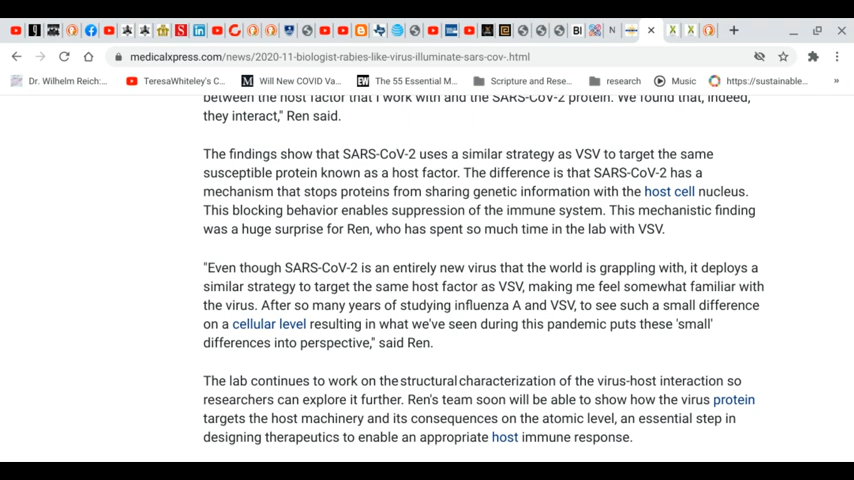 medicalxpress.com/news/2020-11-biologist-rabies-like-virus-illuminate-sars-cov-.html
Dr. Wilhelm Reich:... TeresaWhiteley's C... Will New COVID Va... The 55 Essential M... Scripture and Rese... research Music https://sustainable... »
between the host factor that I work with and the SARS-CoV-2 protein. We found that, indeed,
they interact," Ren said.
The findings show that SARS-CoV-2 uses a similar strategy as VSV to target the same
susceptible protein known as a host factor. The difference is that SARS-CoV-2 has a
mechanism that stops proteins from sharing genetic information with the host cell nucleus.
This blocking behavior enables suppression of the immune system. This mechanistic finding
was a huge surprise for Ren, who has spent so much time in the lab with VSV.
"Even though SARS-CoV-2 is an entirely new virus that the world is grappling with, it deploys a
similar strategy to target the same host factor as VSV, making me feel somewhat familiar with
the virus. After so many years of studying influenza A and VSV, to see such a small difference
on a cellular level resulting in what we've seen during this pandemic puts these 'small'
differences into perspective," said Ren.
The lab continues to work on the structural characterization of the virus-host interaction so
researchers can explore it further. Ren's team soon will be able to show how the virus protein
targets the host machinery and its consequences on the atomic level, an essential step in
designing therapeutics to enable an appropriate host immune response.